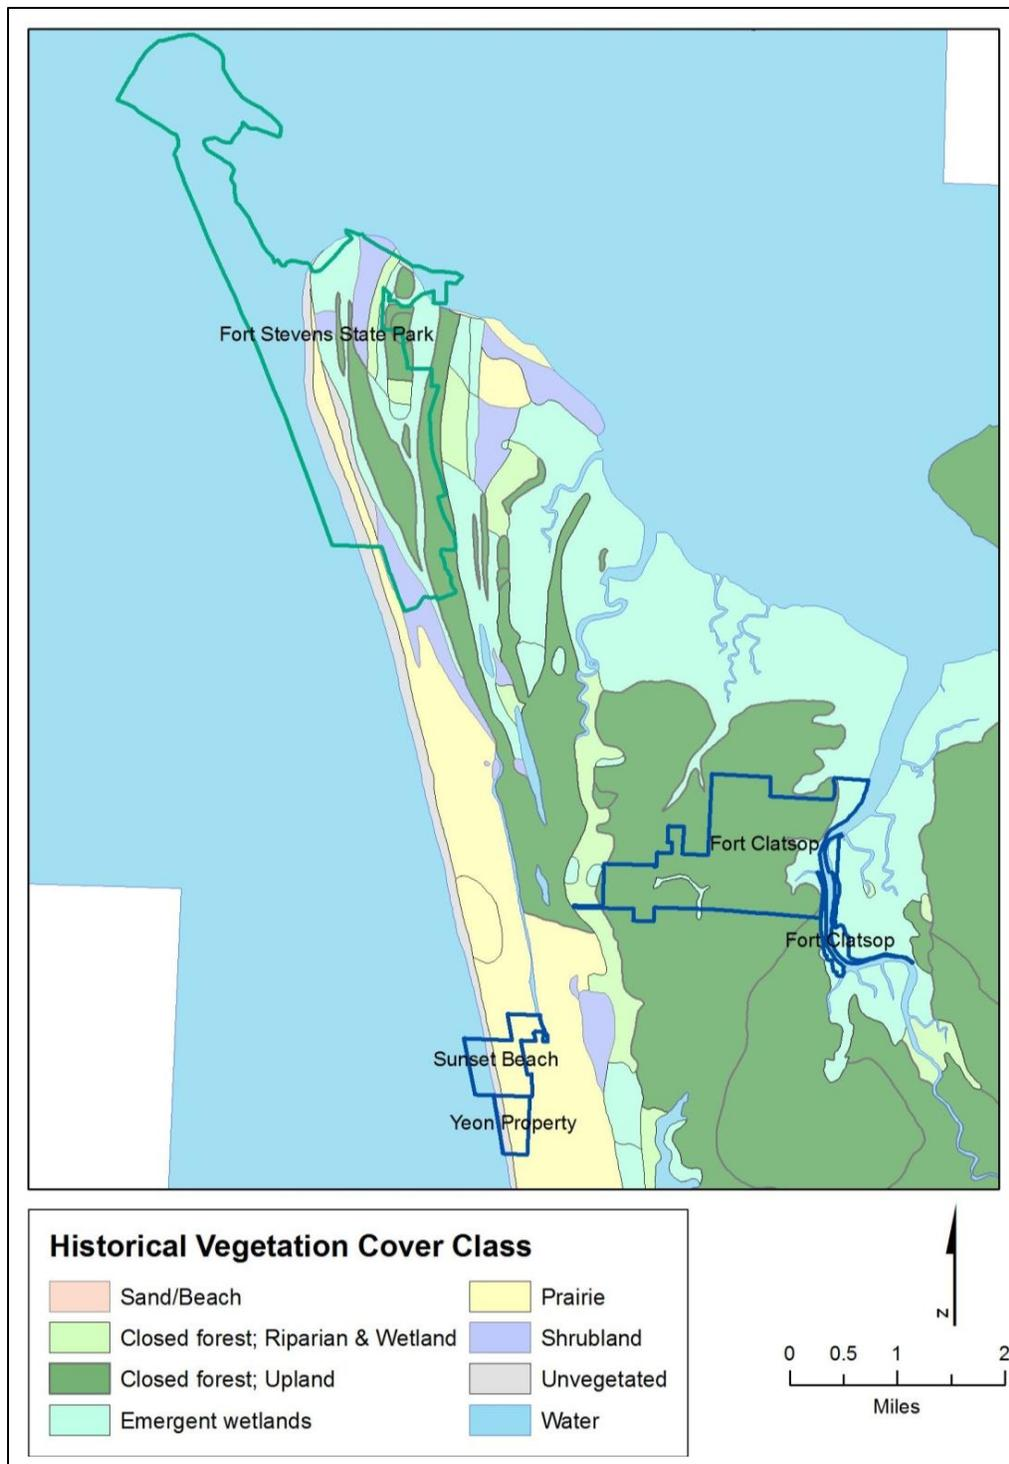 Fort Stevens State Park
Fort Clatsop
Fort Clatsop
Sunset Beach
Yeon Property
Historical Vegetation Cover Class
Sand/Beach
Closed forest; Riparian & Wetland
Closed forest; Upland
Emergent wetlands
Prairie
Shrubland
Unvegetated
Water
N
0 0.5 1 2
Miles